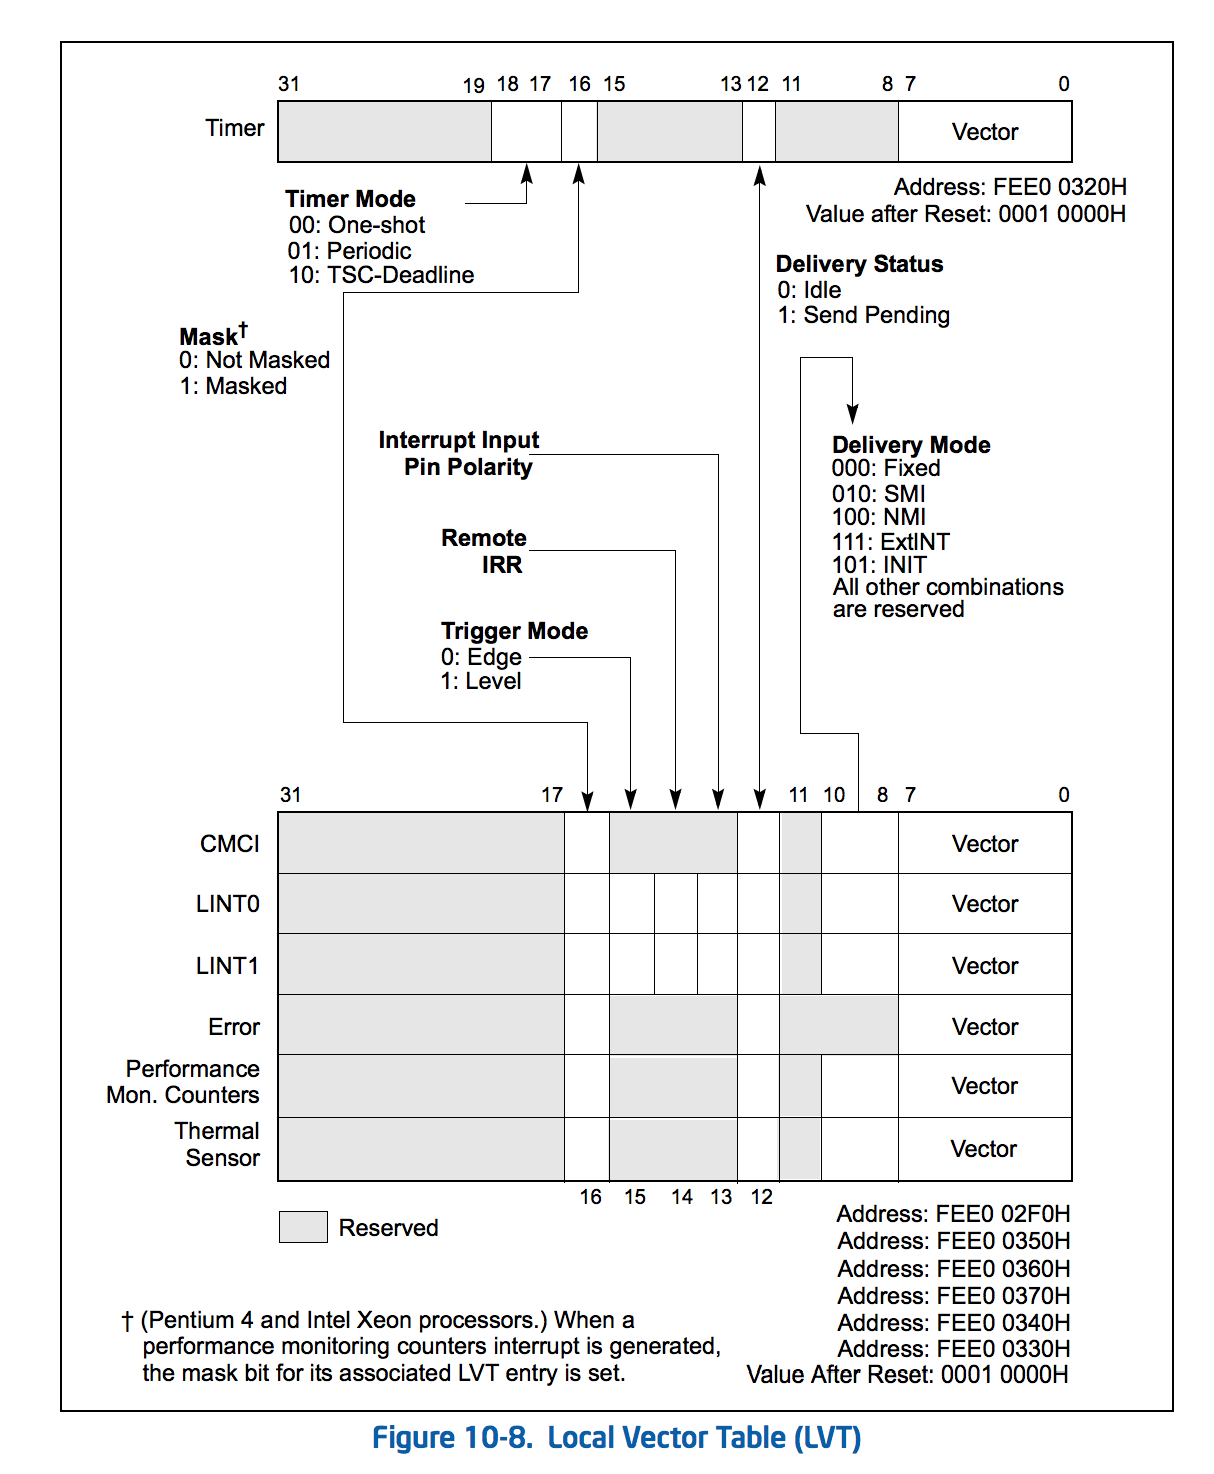 31 19 18 17 16 15 13 12 11 8 7 0
Timer Vector
Address: FEE0 0320H
Value after Reset: 0001 0000H
Timer Mode
00: One-shot
01: Periodic
10: TSC-Deadline
Delivery Status
0: Idle
1: Send Pending
Mask†
0: Not Masked
1: Masked
Interrupt Input
Pin Polarity
Delivery Mode
000: Fixed
010: SMI
100: NMI
111: ExtINT
101: INIT
All other combinations
are reserved
Remote
IRR
Trigger Mode
0: Edge
1: Level
31 17 11 10 8 7 0
CMCI Vector
LINT0 Vector
LINT1 Vector
Error Vector
Performance
Mon. Counters Vector
Thermal
Sensor Vector
16 15 14 13 12
Reserved
Address: FEE0 02F0H
Address: FEE0 0350H
Address: FEE0 0360H
Address: FEE0 0370H
Address: FEE0 0340H
Address: FEE0 0330H
Value After Reset: 0001 0000H
† (Pentium 4 and Intel Xeon processors.) When a
performance monitoring counters interrupt is generated,
the mask bit for its associated LVT entry is set.
Figure 10-8. Local Vector Table (LVT)